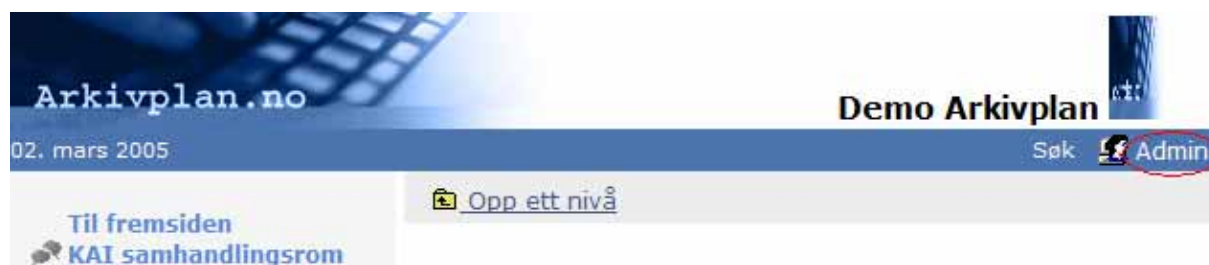 Arkivplan.no
Demo Arkivplan
02. mars 2005
Søk Admin
Opp ett nivå
Til fremsiden
KAI samhandlingsrom